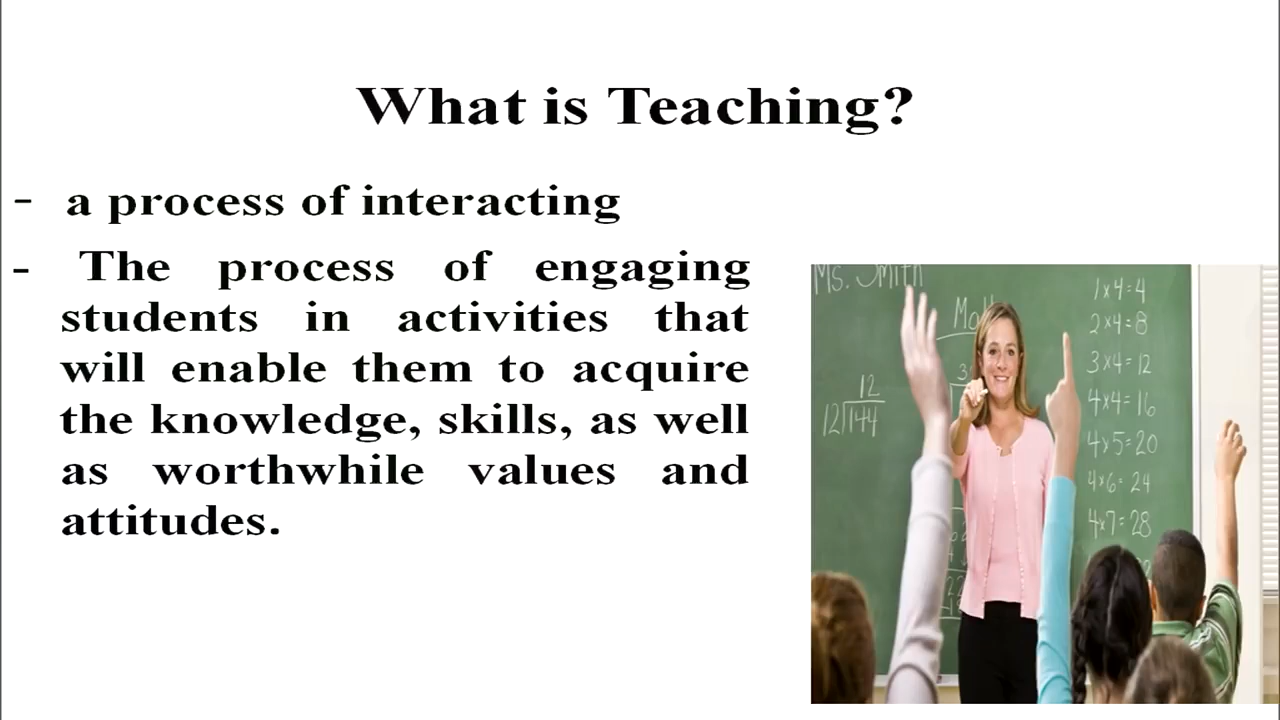 What is Teaching?
- a process of interacting
- The process of engaging
students in activities that
will enable them to acquire
the knowledge, skills, as well
as worthwhile values and
attitudes.
Ms. Smith
12
12)144
1x4=4
2x4=8
3x4=12
4x4=16
4x5=20
4x6=24
4x7=28